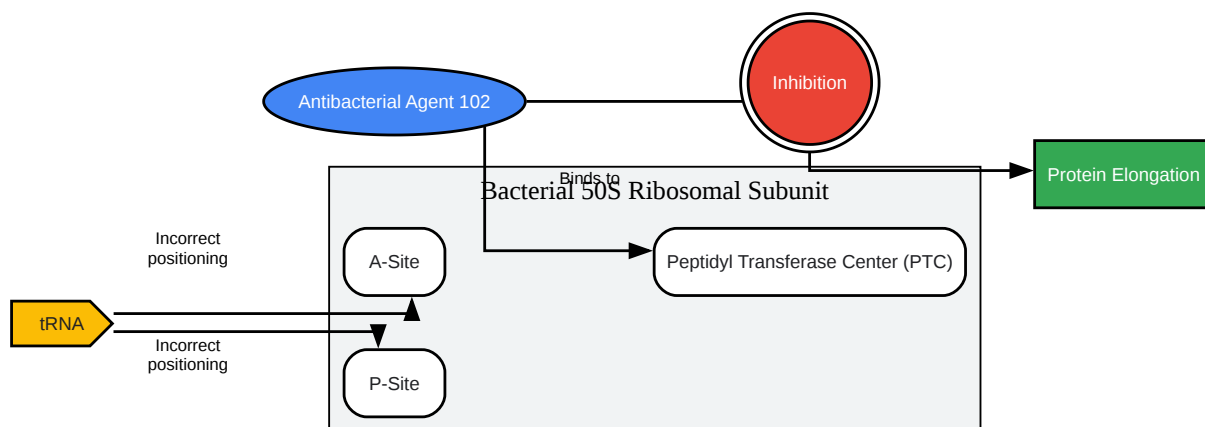 Inhibition
Antibacterial Agent 102
Binds to
Protein Elongation
Bacterial 50S Ribosomal Subunit
Incorrect
positioning
A-Site
Peptidyl Transferase Center (PTC)
tRNA
Incorrect
positioning
P-Site